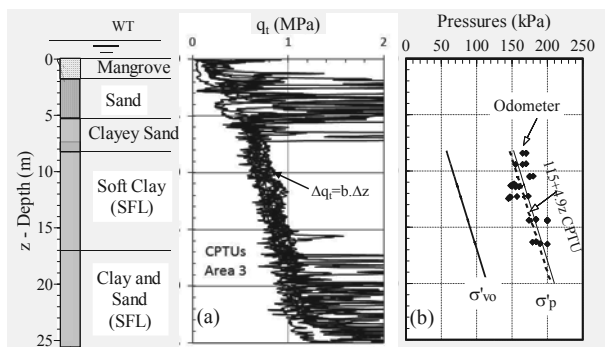 WT
Mangrove
Sand
Clayey Sand
Soft Clay
(SFL)
Clay and
Sand
(SFL)
z - Depth (m)
0
5
10
15
20
25
qt (MPa)
0 1 2
Δqt=b.Δz
CPTUs
Area 3
(a)
Pressures (kPa)
0 50 100 150 200 250
Odometer
115+4.9z CPTU
σ'vo
σ'p
(b)